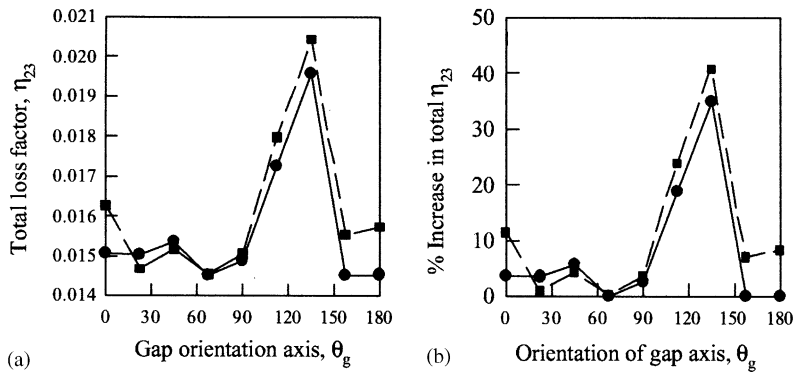 0.021
0.020
0.019
0.018
0.017
0.016
0.015
0.014
Total loss factor, η23
0 30 60 90 120 150 180
Gap orientation axis, θg
(a)
50
40
30
20
10
0
% Increase in total η23
0 30 60 90 120 150 180
Orientation of gap axis, θg
(b)